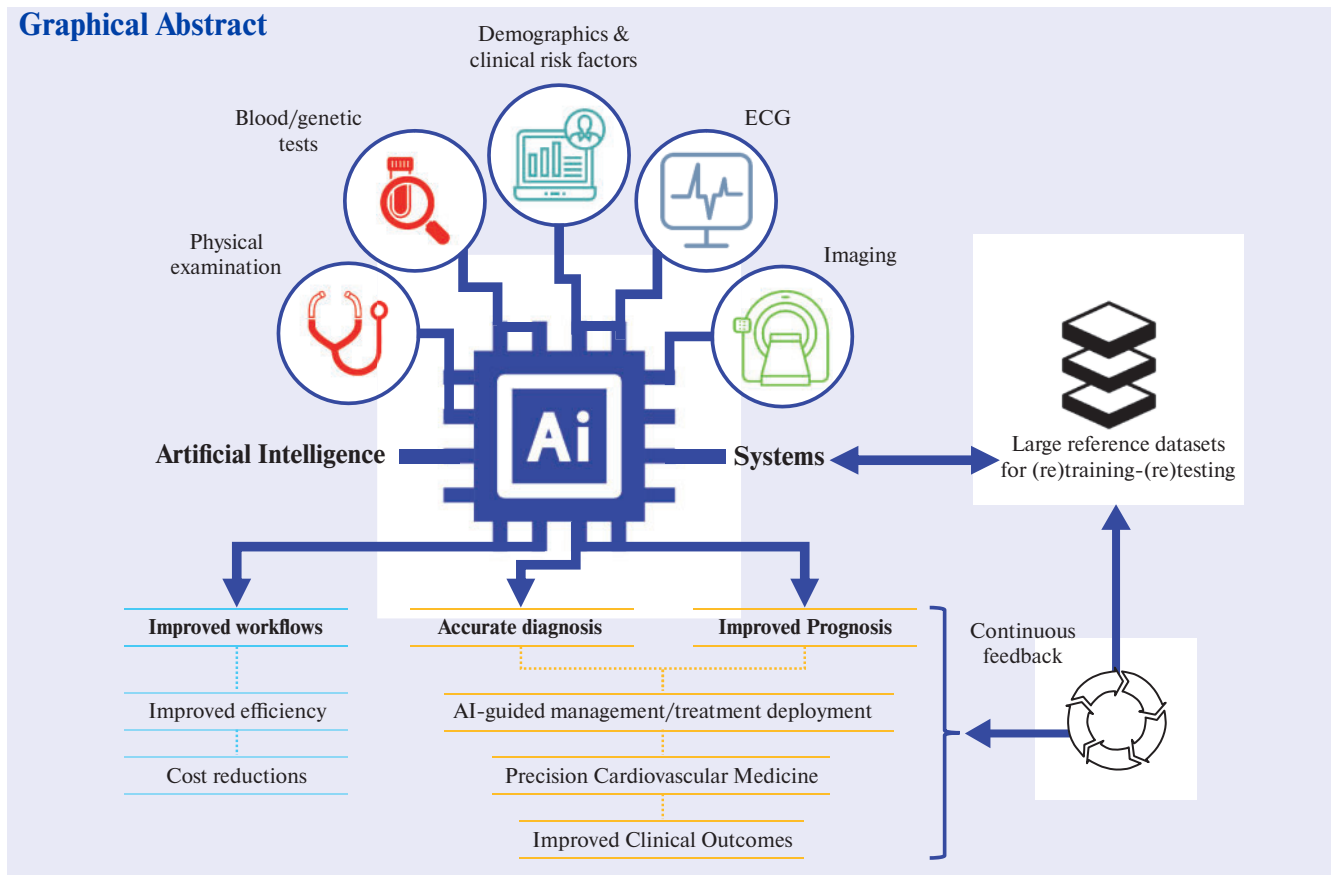 Graphical Abstract
Demographics &
clinical risk factors
Blood/genetic
tests
ECG
Physical
examination
Imaging
Ai
Artificial Intelligence
Systems
Large reference datasets
for (re)training-(re)testing
Improved workflows
Accurate diagnosis
Improved Prognosis
Continuous
feedback
Improved efficiency
AI-guided management/treatment deployment
Cost reductions
Precision Cardiovascular Medicine
Improved Clinical Outcomes